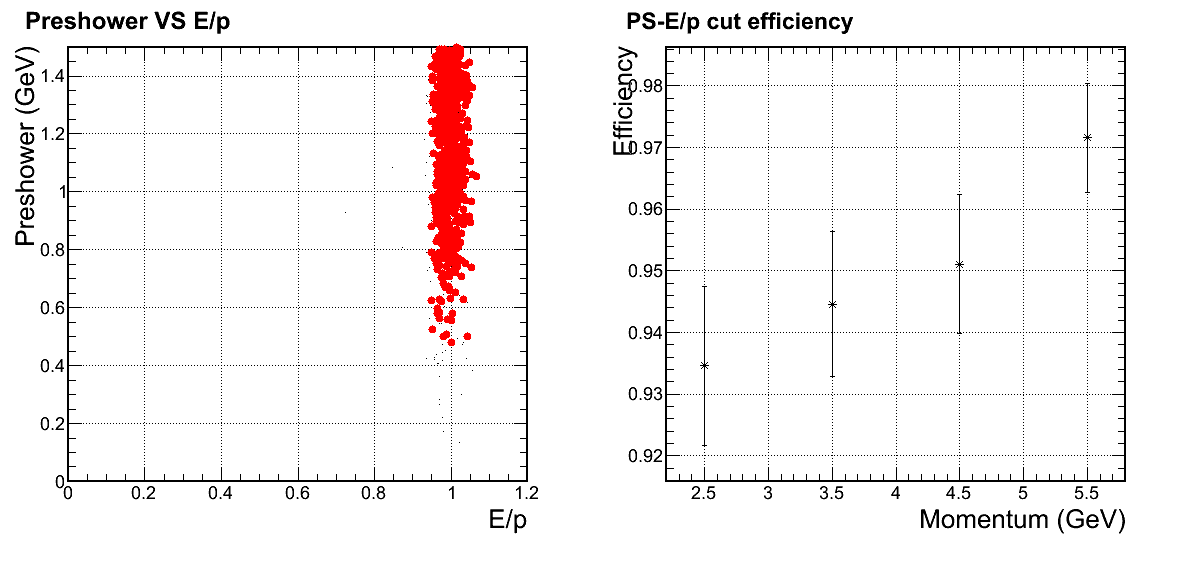 Preshower VS E/p
Preshower (GeV)
1.4
1.2
1
0.8
0.6
0.4
0.2
0
0 0.2 0.4 0.6 0.8 1 1.2
E/p
PS-E/p cut efficiency
Efficiency
0.98
0.97
0.96
0.95
0.94
0.93
0.92
2.5 3 3.5 4 4.5 5 5.5
Momentum (GeV)